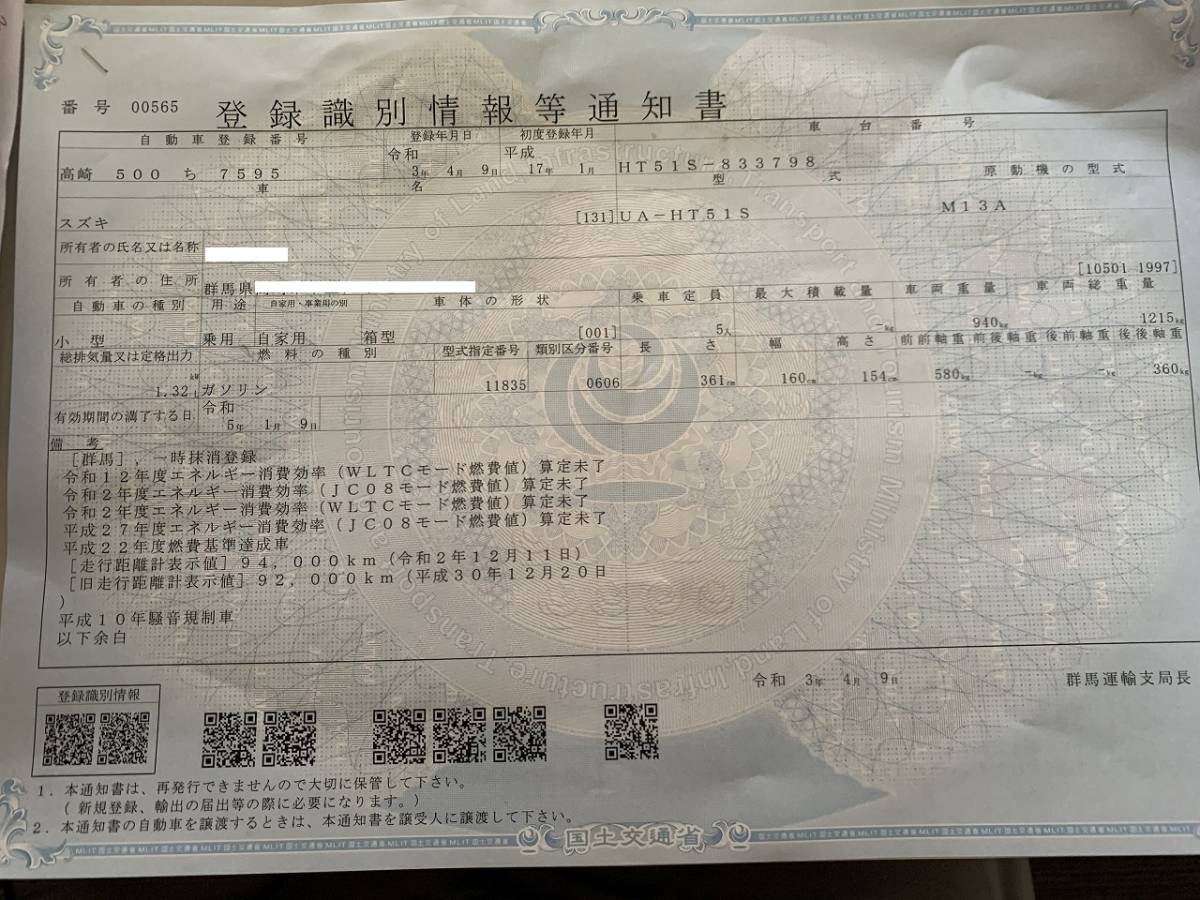 番号 00565 登録識別情報等通知書
自動車登録番号 登録年月日 初度登録年月 車台番号
高崎 500 ち 7595 令和 3年 4月 9日 平成 17年 1月 HT51S-833798
車名 型式 原動機の型式
スズキ [131] UA-HT51S M13A
所有者の氏名又は名称
所有者の住所 群馬県 [10501 1997]
自動車の種別 用途 自家用・事業用の別 車体の形状 乗車定員 最大積載量 車両重量 車両総重量
小型 乗用 自家用 箱型 [001] 5人 -kg 940kg 1215kg
総排気量又は定格出力 燃料の種別 型式指定番号 類別区分番号 長さ 幅 高さ 前前軸重 前後軸重 後前軸重 後後軸重
kW
1.32 L ガソリン 11835 0606 361cm 160cm 154cm 580kg -kg -kg 360kg
有効期間の満了する日 令和 5年 1月 9日
備考
[群馬],一時抹消登録
令和12年度エネルギー消費効率(WLTCモード燃費値)算定未了
令和2年度エネルギー消費効率(JC08モード燃費値)算定未了
令和2年度エネルギー消費効率(WLTCモード燃費値)算定未了
平成27年度エネルギー消費効率(JC08モード燃費値)算定未了
平成22年度燃費基準達成車
[走行距離計表示値]94,000km(令和2年12月11日)
[旧走行距離計表示値]92,000km(平成30年12月20日
)
平成10年騒音規制車
以下余白
令和 3年 4月 9日 群馬運輸支局長
登録識別情報
1.本通知書は、再発行できませんので大切に保管して下さい。
(新規登録、輸出の届出等の際に必要になります。)
2.本通知書の自動車を譲渡するときは、本通知書を譲受人に譲渡して下さい。
国土交通省